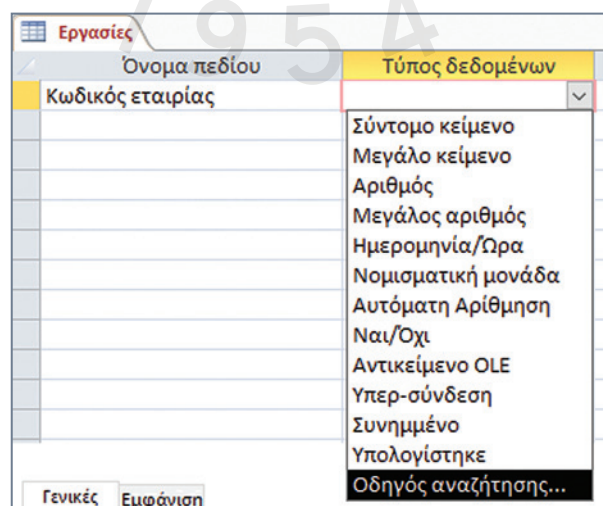 1954
Εργασίες
Όνομα πεδίου Τύπος δεδομένων
Κωδικός εταιρίας
Σύντομο κείμενο
Μεγάλο κείμενο
Αριθμός
Μεγάλος αριθμός
Ημερομηνία/Ώρα
Νομισματική μονάδα
Αυτόματη Αρίθμηση
Ναι/Όχι
Αντικείμενο OLE
Υπερ-σύνδεση
Συνημμένο
Υπολογίστηκε
Οδηγός αναζήτησης...
Γενικές Εμφάνιση